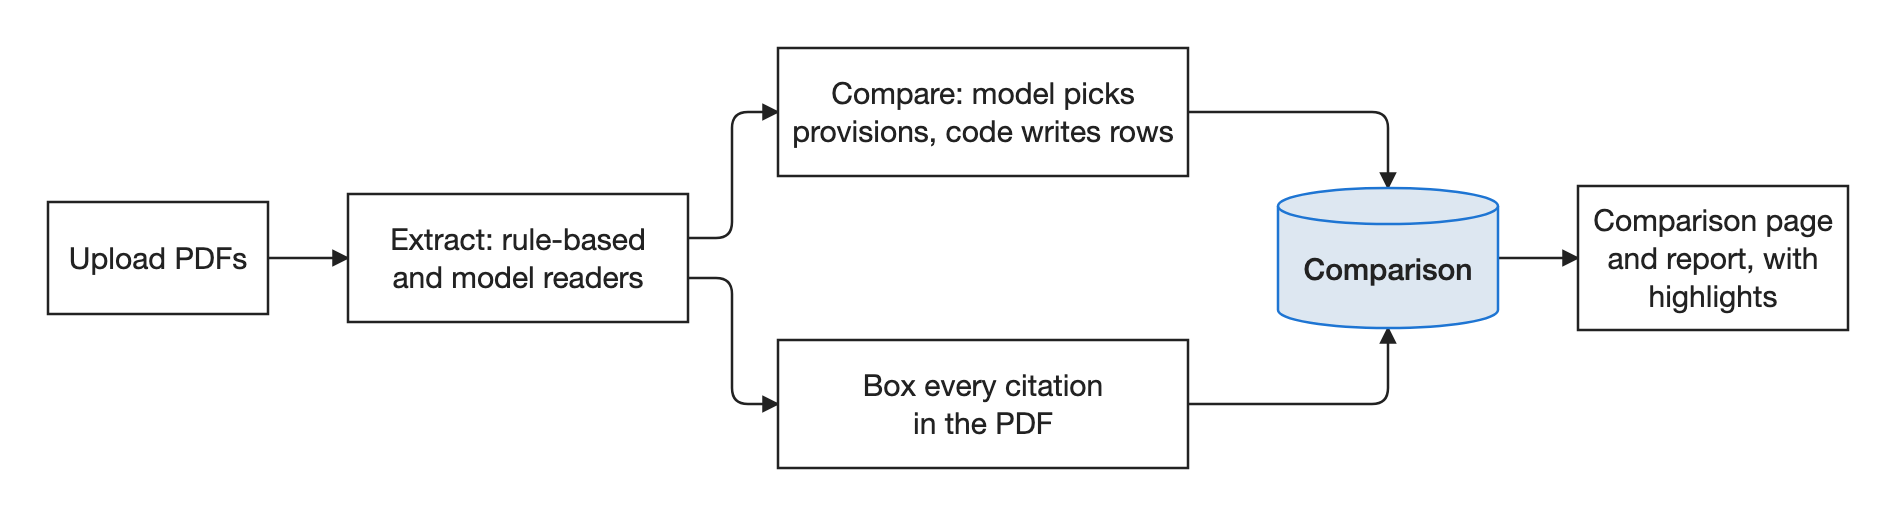 Upload PDFs
Extract: rule-based
and model readers
Compare: model picks
provisions, code writes rows
Box every citation
in the PDF
Comparison
Comparison page
and report, with
highlights